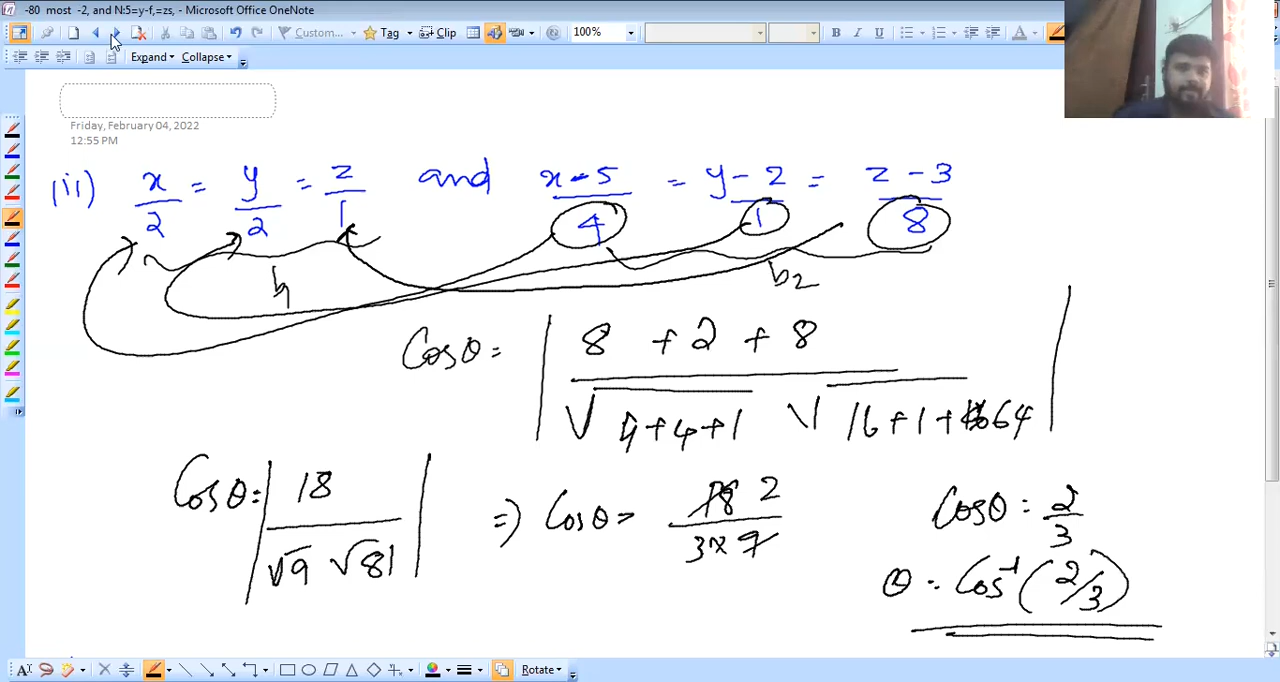 -80 most -2, and N:5=y-f,=zs, - Microsoft Office OneNote
Custom... Tag Clip 100% B I U A
Expand Collapse
Friday, February 04, 2022
12:55 PM
(ii) x/2 = y/2 = z/1 and x-5/4 = y-2/1 = z-3/8
b1 b2
Cosθ = | 8 + 2 + 8 / √4+4+1 √16+1+64 |
Cosθ = | 18 / √9 √81 | => Cosθ = 18 2 / 3×9 Cosθ = 2/3
θ = Cos⁻¹(2/3)
Rotate